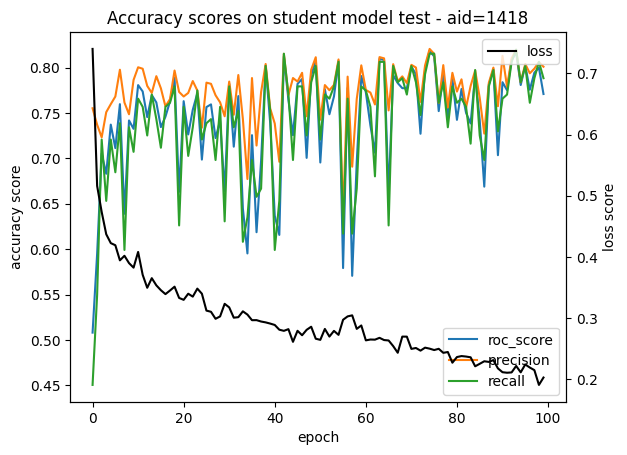 Accuracy scores on student model test - aid=1418
accuracy score
0.80
0.75
0.70
0.65
0.60
0.55
0.50
0.45
loss
0.7
0.6
0.5
0.4
0.3
0.2
loss score
roc_score
precision
recall
0
20
40
60
80
100
epoch